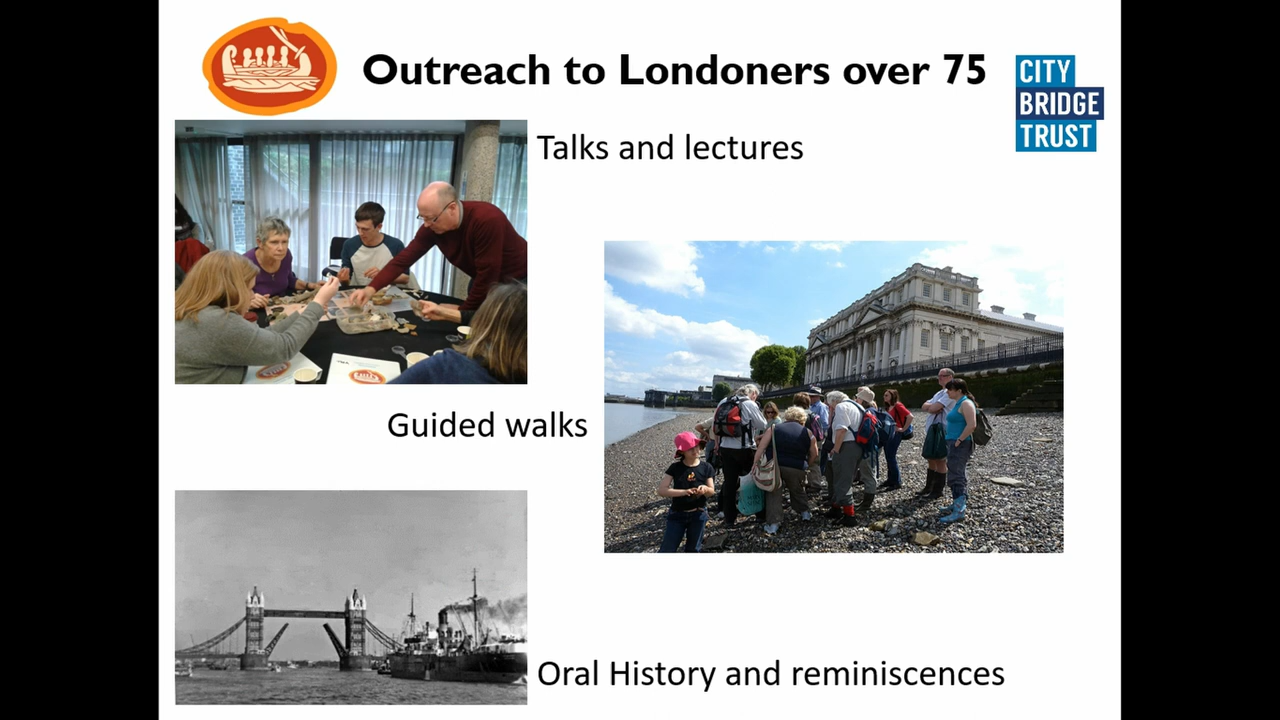 Outreach to Londoners over 75
CITY
BRIDGE
TRUST
Talks and lectures
Guided walks
Oral History and reminiscences